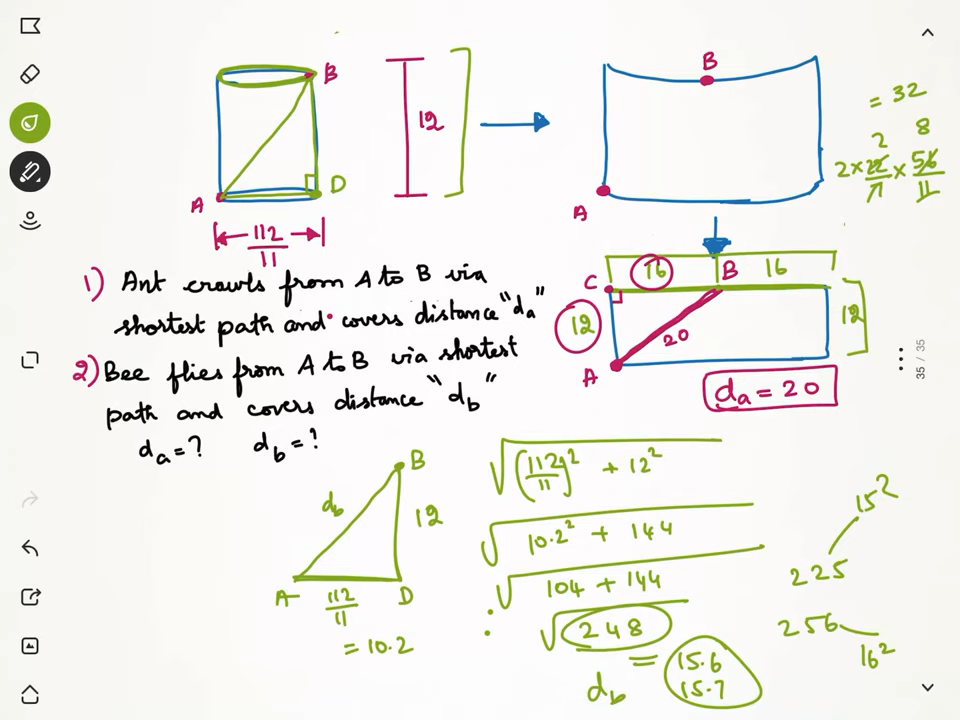 B
12
A
D
112/11
B
A
= 32
2 8
2 × 22/7 × 56/11
C 16 B 16
12
12
20
A
da = 20
1) Ant crawls from A to B via
shortest path and covers distance "da"
2) Bee flies from A to B via shortest
path and covers distance "db"
da = ? db = ?
B
db
12
A
112/11
D
= 10.2
√(112/11)² + 12²
√10.2² + 144
√104 + 144
√248
= 15.6
db 15.7
15²
225
256
16²
35 / 35